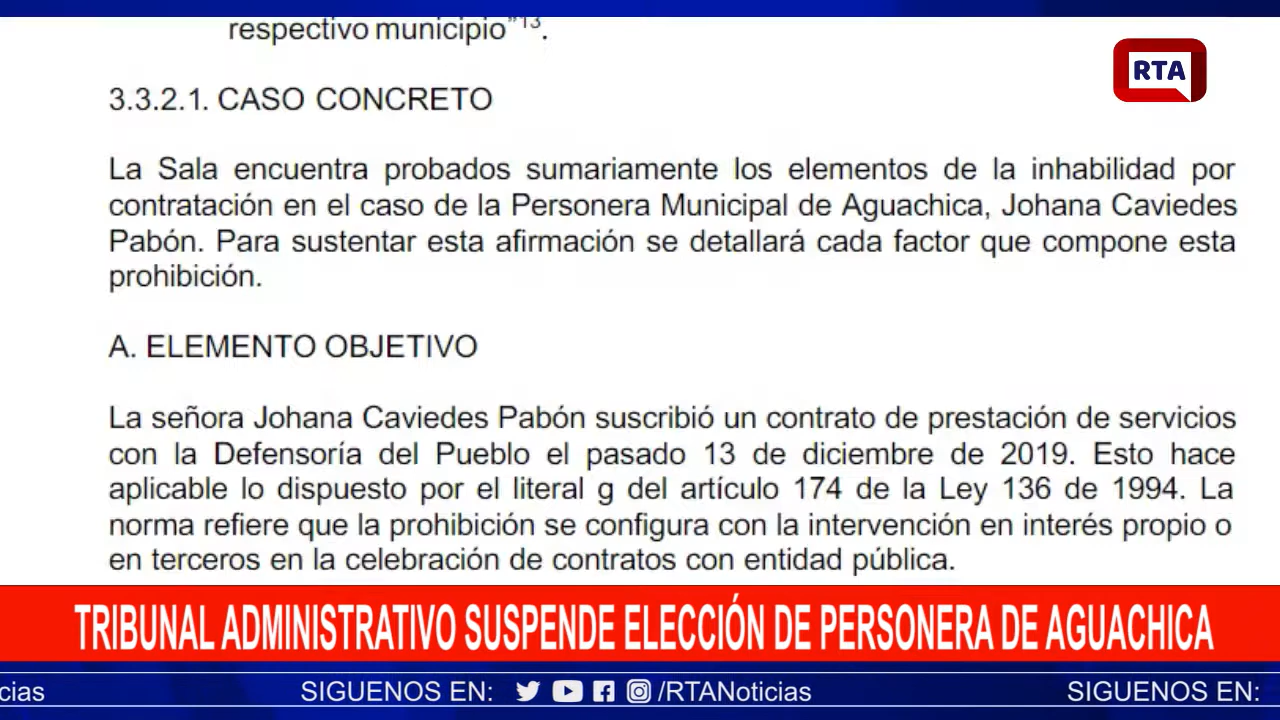 respectivo municipio”13.
RTA
3.3.2.1. CASO CONCRETO
La Sala encuentra probados sumariamente los elementos de la inhabilidad por
contratación en el caso de la Personera Municipal de Aguachica, Johana Caviedes
Pabón. Para sustentar esta afirmación se detallará cada factor que compone esta
prohibición.
A. ELEMENTO OBJETIVO
La señora Johana Caviedes Pabón suscribió un contrato de prestación de servicios
con la Defensoría del Pueblo el pasado 13 de diciembre de 2019. Esto hace
aplicable lo dispuesto por el literal g del artículo 174 de la Ley 136 de 1994. La
norma refiere que la prohibición se configura con la intervención en interés propio o
en terceros en la celebración de contratos con entidad pública.
TRIBUNAL ADMINISTRATIVO SUSPENDE ELECCIÓN DE PERSONERA DE AGUACHICA
cias SIGUENOS EN: /RTANoticias SIGUENOS EN: